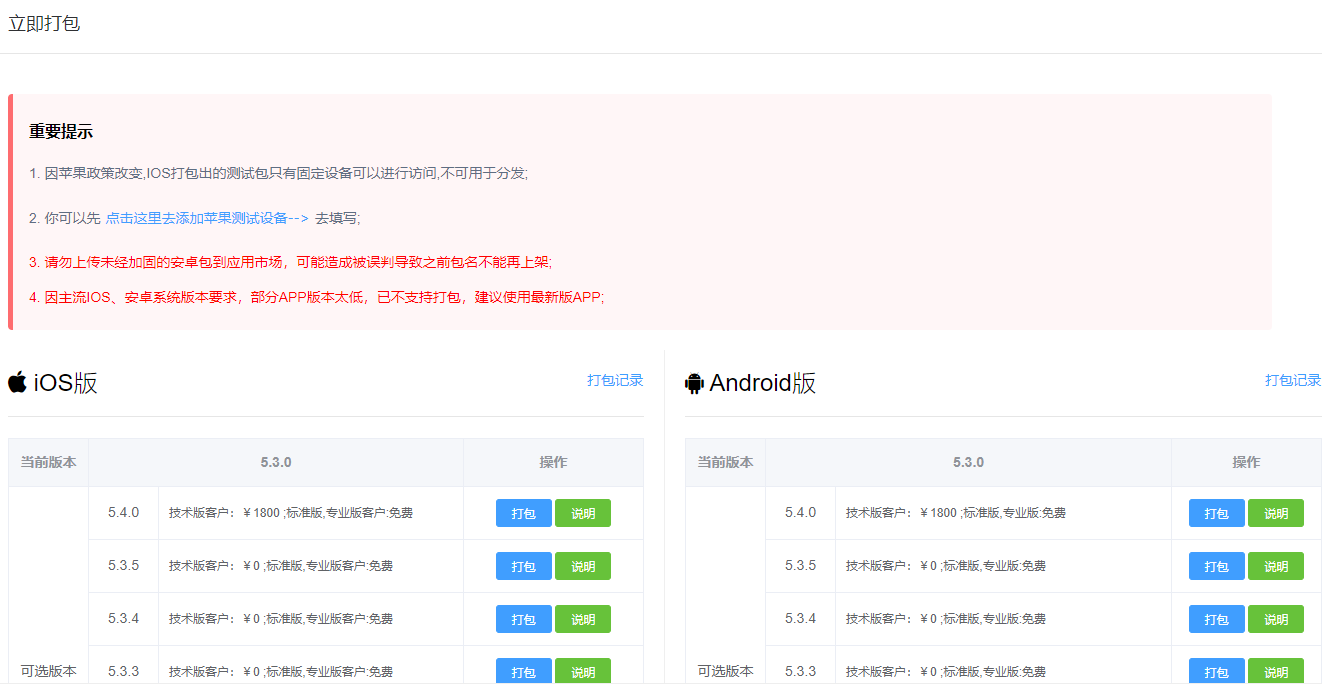 立即打包
重要提示
1. 因苹果政策改变,IOS打包出的测试包只有固定设备可以进行访问,不可用于分发;
2. 你可以先 点击这里去添加苹果测试设备--> 去填写;
3. 请勿上传未经加固的安卓包到应用市场，可能造成被误判导致之前包名不能再上架;
4. 因主流IOS、安卓系统版本要求，部分APP版本太低，已不支持打包，建议使用最新版APP;
iOS版 打包记录
当前版本 5.3.0 操作
5.4.0 技术版客户：￥1800 ;标准版,专业版客户:免费 打包 说明
5.3.5 技术版客户：￥0 ;标准版,专业版客户:免费 打包 说明
5.3.4 技术版客户：￥0 ;标准版,专业版客户:免费 打包 说明
可选版本 5.3.3 技术版客户：￥0 ;标准版,专业版客户:免费 打包 说明
Android版 打包记录
当前版本 5.3.0 操作
5.4.0 技术版客户：￥1800 ;标准版,专业版:免费 打包 说明
5.3.5 技术版客户：￥0 ;标准版,专业版:免费 打包 说明
5.3.4 技术版客户：￥0 ;标准版,专业版:免费 打包 说明
可选版本 5.3.3 技术版客户：￥0 ;标准版,专业版:免费 打包 说明